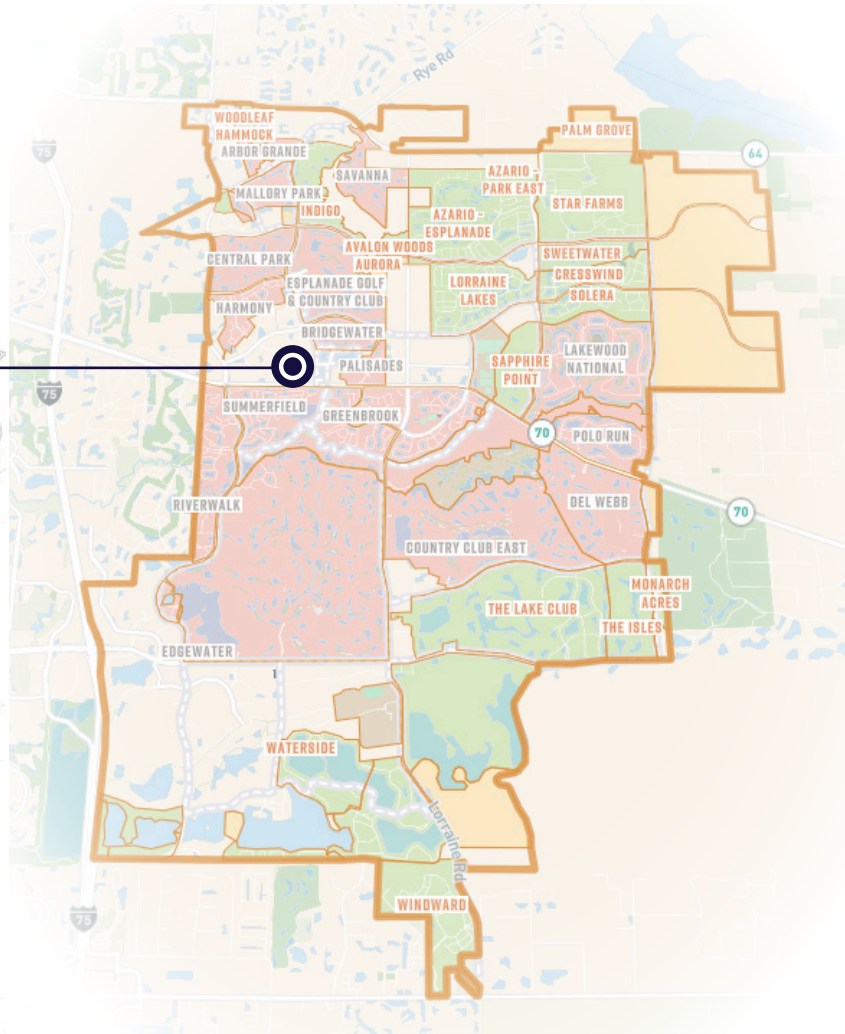 Rye Rd
WOODLEAF
HAMMOCK
PALM GROVE
75
64
ARBOR GRANDE
SAVANNA
AZARIO -
PARK EAST
MALLORY PARK
INDIGO
STAR FARMS
AZARIO -
ESPLANADE
AVALON WOODS
AURORA
SWEETWATER
CENTRAL PARK
CRESSWIND
ESPLANADE GOLF
& COUNTRY CLUB
LORRAINE
LAKES
SOLERA
HARMONY
BRIDGEWATER
LAKEWOOD
NATIONAL
PALISADES
SAPPHIRE
POINT
75
SUMMERFIELD
GREENBROOK
70
POLO RUN
RIVERWALK
DEL WEBB
70
COUNTRY CLUB EAST
MONARCH
ACRES
THE LAKE CLUB
THE ISLES
EDGEWATER
WATERSIDE
Lorraine Rd
WINDWARD
75